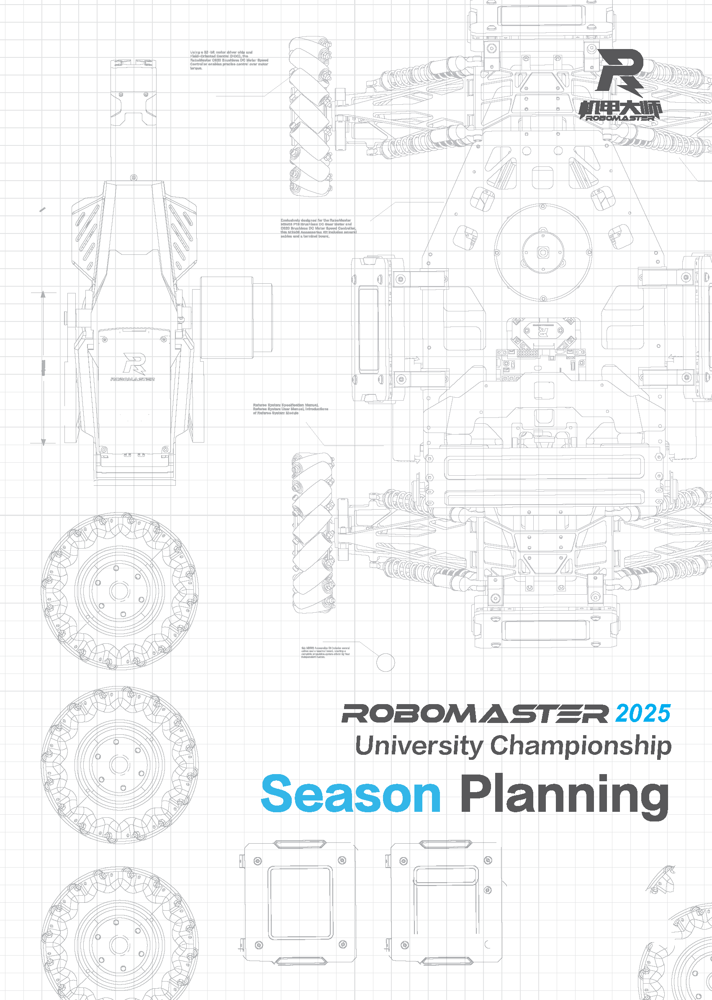 Using a 32-bit motor driver chip and
Field-Oriented Control (FOC), the
RoboMaster C620 Brushless DC Motor Speed
Controller enables precise control over motor
torque.
机甲大师
ROBOMASTER
Exclusively designed for the RoboMaster
M3508 P19 Brushless DC Gear Motor and
C620 Brushless DC Motor Speed Controller,
this M3508 Accessories Kit includes several
cables and a terminal board.
ROBOMASTER
Referee System Specification Manual,
Referee System User Manual, Introductions
of Referee System Module
this M3508 Accessories Kit includes several
cables and a terminal board, creating a
complete propulsion system driven by four
independent motors.
ROBOMASTER 2025
University Championship
Season Planning